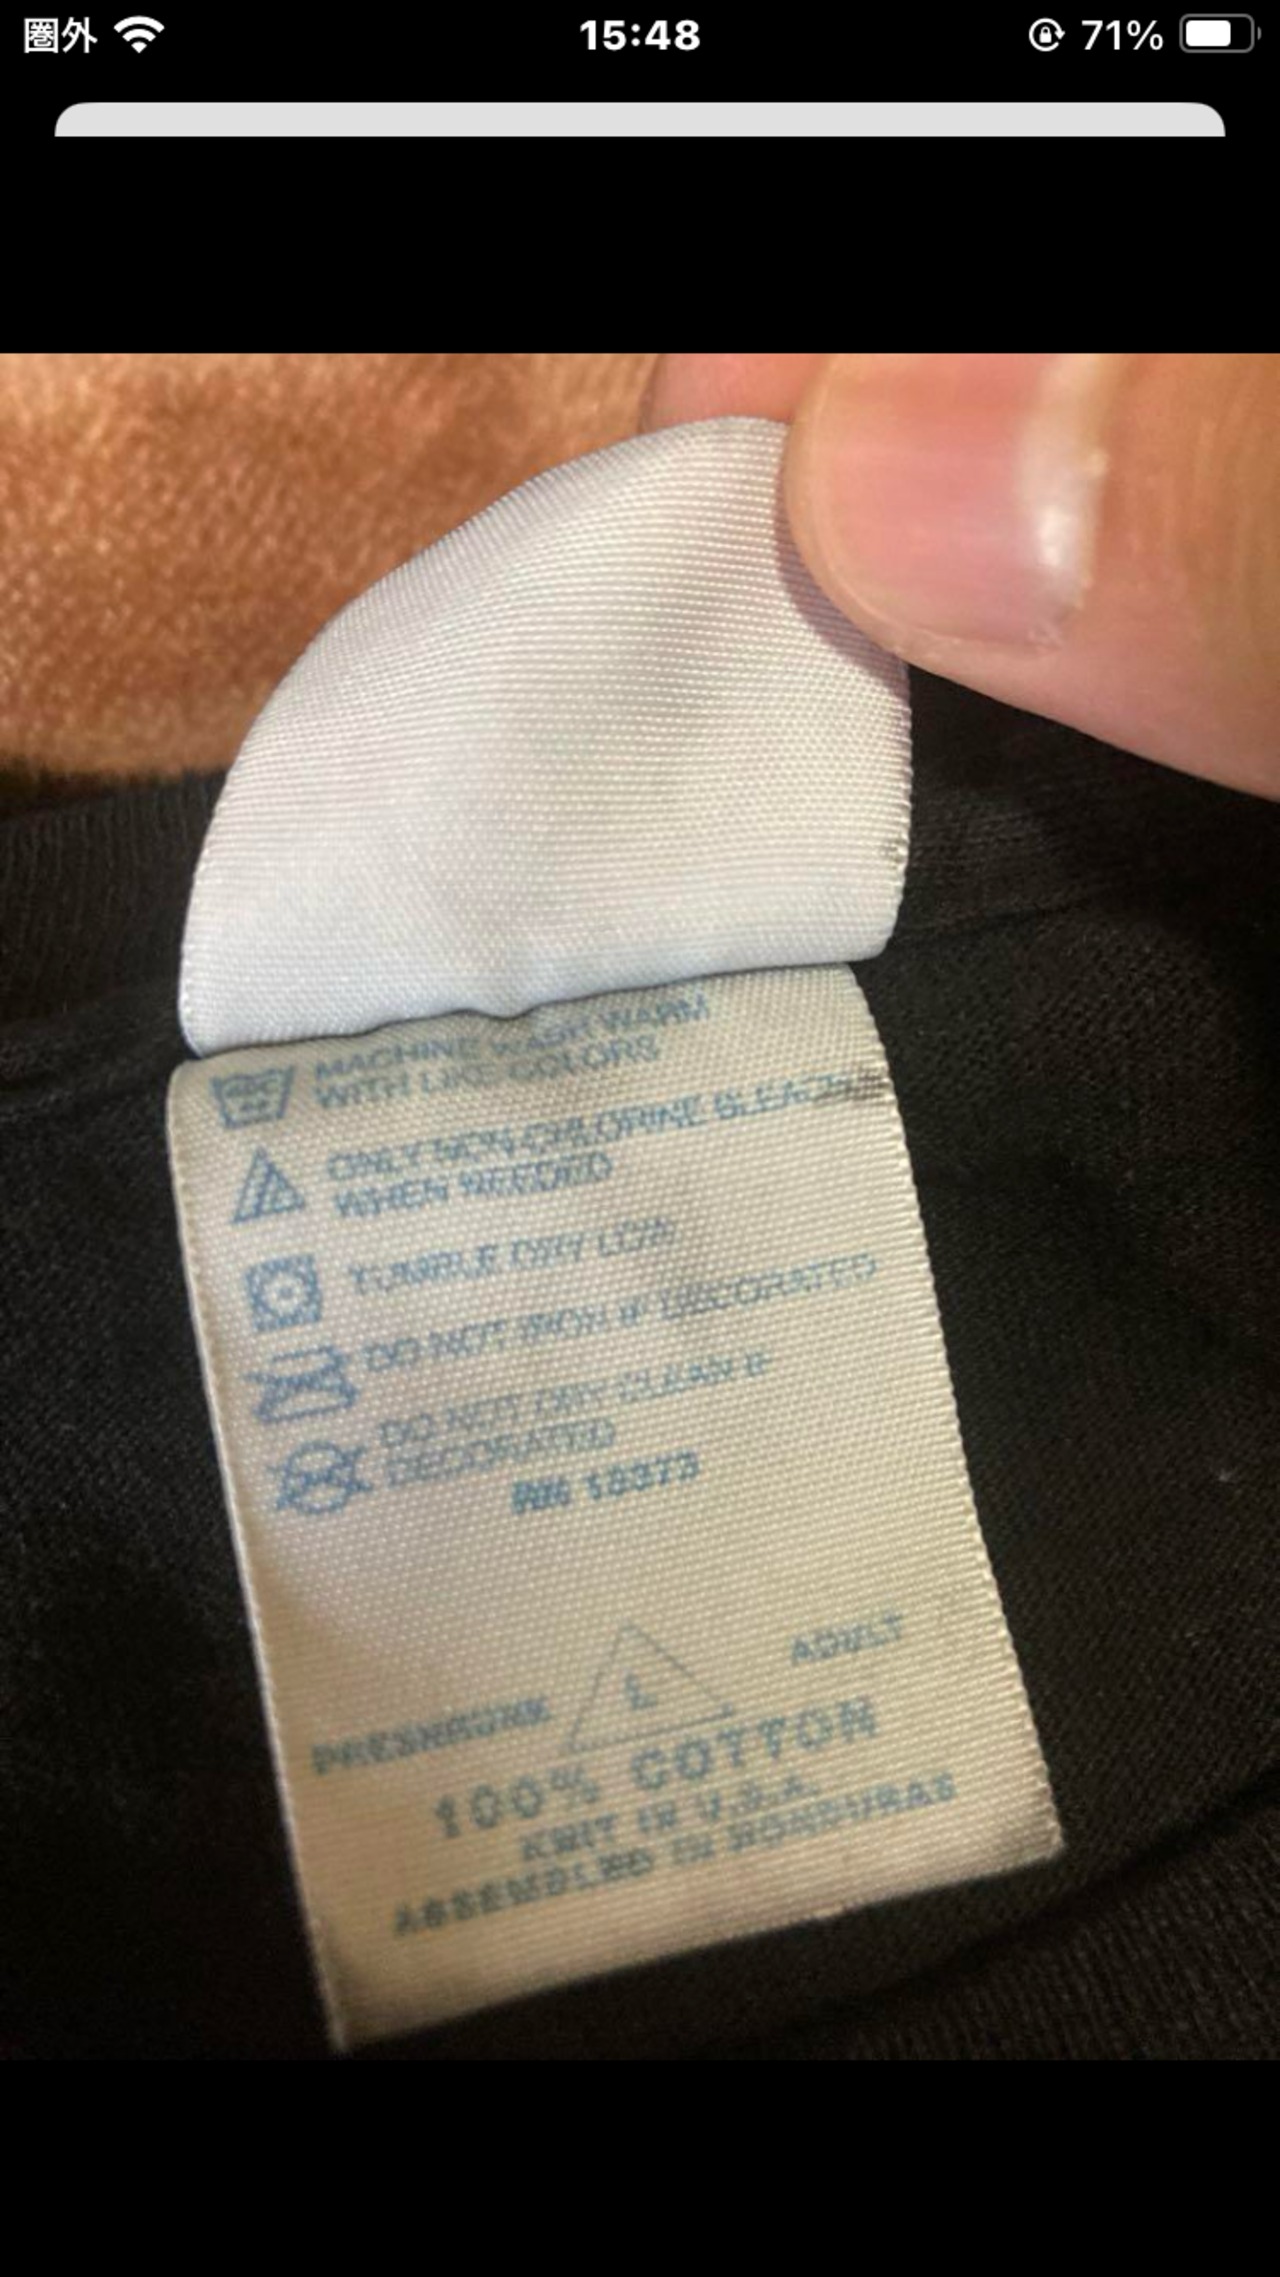 圏外
15:48
71%
MACHINE WASH WARM
WITH LIKE COLORS
ONLY NON-CHLORINE BLEACH
WHEN NEEDED
TUMBLE DRY LOW
DO NOT IRON IF DECORATED
DO NOT DRY CLEAN IF
DECORATED
RN 13373
ADULT
L
PRESHRUNK
100% COTTON
KNIT IN U.S.A.
ASSEMBLED IN HONDURAS